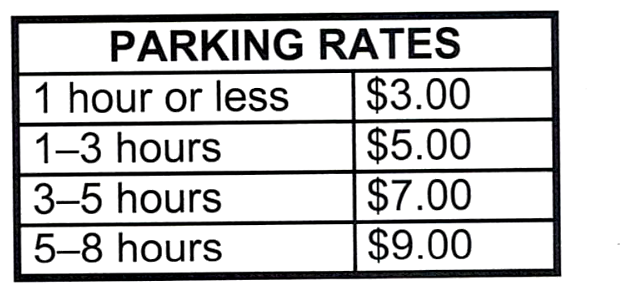 PARKING RATES
1 hour or less $3.00
1–3 hours $5.00
3–5 hours $7.00
5–8 hours $9.00